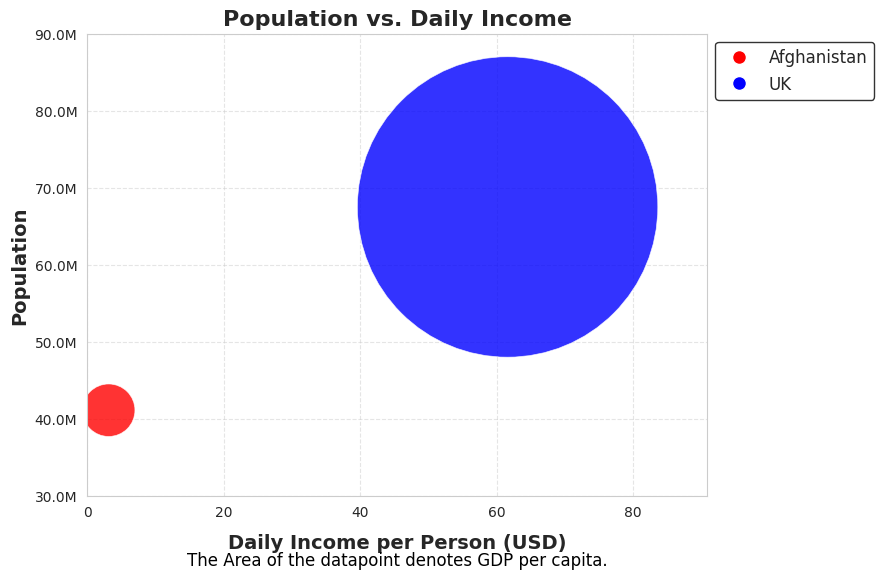 Population vs. Daily Income
90.0M
80.0M
70.0M
60.0M
50.0M
40.0M
30.0M
Population
0 20 40 60 80
Daily Income per Person (USD)
The Area of the datapoint denotes GDP per capita.
Afghanistan
UK